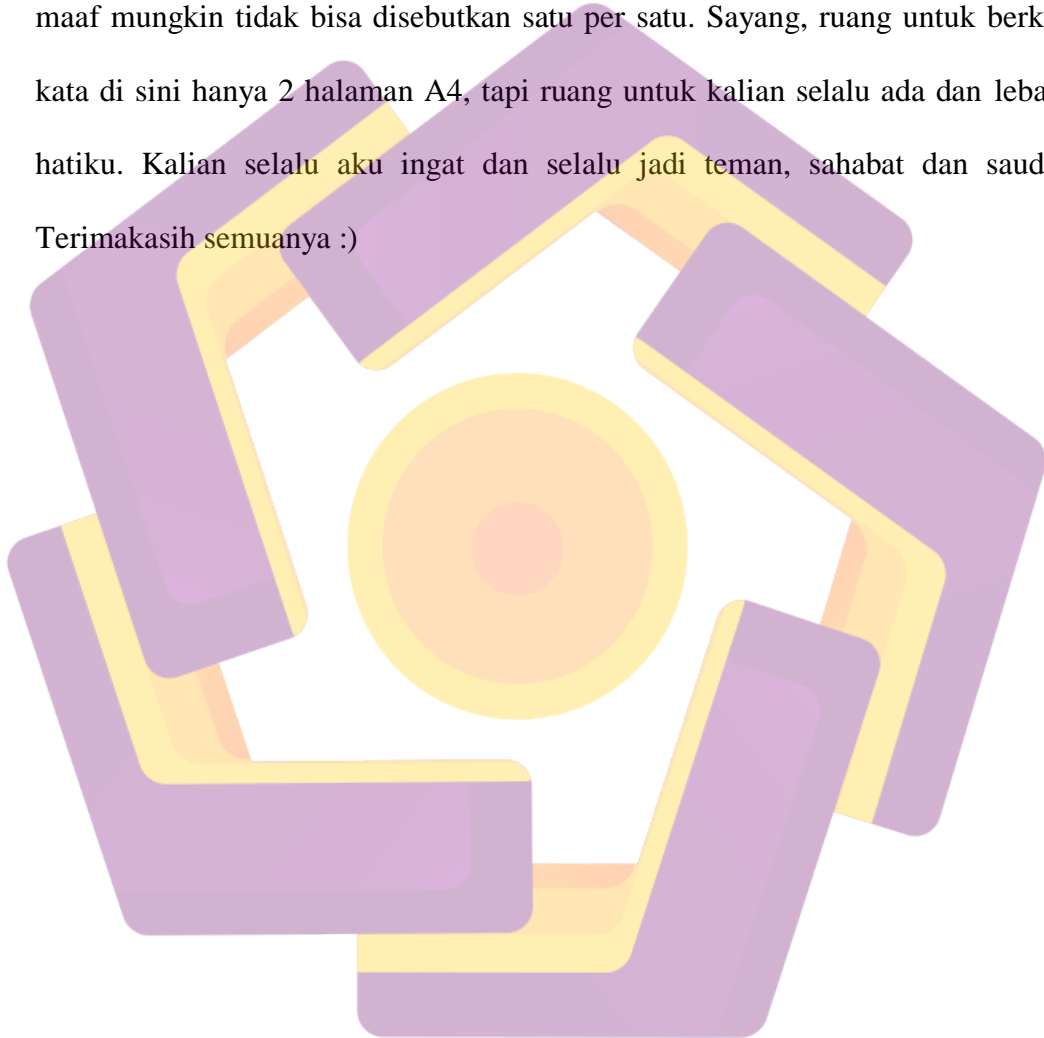 maaf mungkin tidak bisa disebutkan satu per satu. Sayang, ruang untuk berk
kata di sini hanya 2 halaman A4, tapi ruang untuk kalian selalu ada dan leba
hatiku. Kalian selalu aku ingat dan selalu jadi teman, sahabat dan saud
Terimakasih semuanya :)